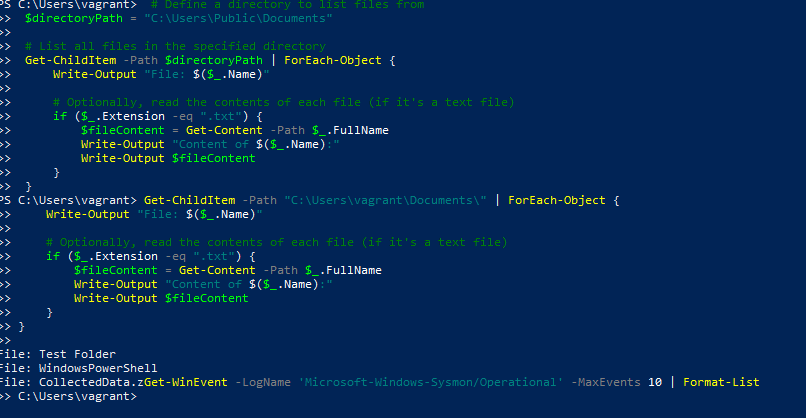 PS C:\Users\vagrant>  # Define a directory to list files from
>>  $directoryPath = "C:\Users\Public\Documents"
>>
>>  # List all files in the specified directory
>>  Get-ChildItem -Path $directoryPath | ForEach-Object {
>>      Write-Output "File: $($_.Name)"
>>
>>      # Optionally, read the contents of each file (if it's a text file)
>>      if ($_.Extension -eq ".txt") {
>>          $fileContent = Get-Content -Path $_.FullName
>>          Write-Output "Content of $($_.Name):"
>>          Write-Output $fileContent
>>      }
>>  }
PS C:\Users\vagrant> Get-ChildItem -Path "C:\Users\vagrant\Documents\" | ForEach-Object {
>>     Write-Output "File: $($_.Name)"
>>
>>     # Optionally, read the contents of each file (if it's a text file)
>>     if ($_.Extension -eq ".txt") {
>>         $fileContent = Get-Content -Path $_.FullName
>>         Write-Output "Content of $($_.Name):"
>>         Write-Output $fileContent
>>     }
>> }
>>
File: Test Folder
File: WindowsPowerShell
File: CollectedData.zGet-WinEvent -LogName 'Microsoft-Windows-Sysmon/Operational' -MaxEvents 10 | Format-List
>> C:\Users\vagrant>